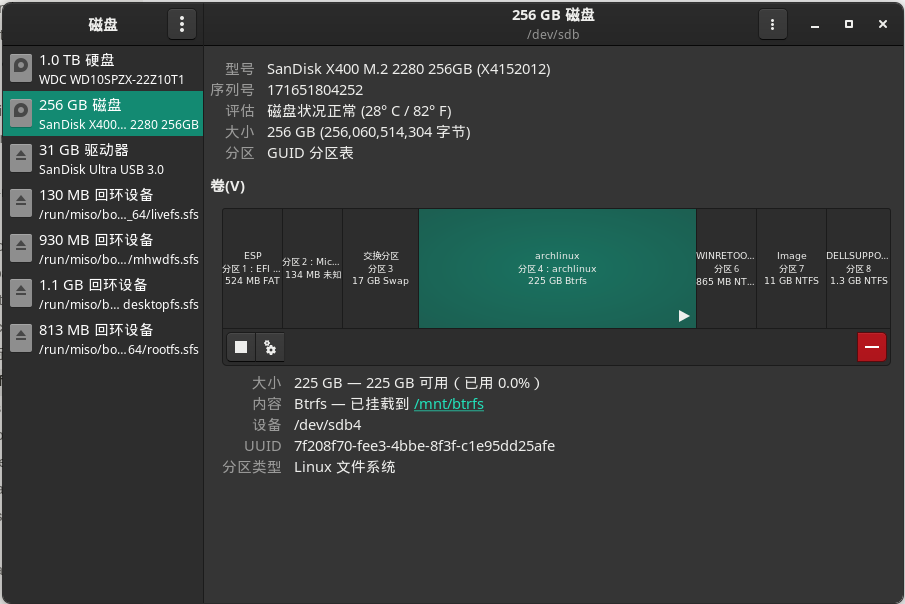 磁盘
256 GB 磁盘
/dev/sdb
1.0 TB 硬盘
WDC WD10SPZX-22Z10T1
256 GB 磁盘
SanDisk X400... 2280 256GB
31 GB 驱动器
SanDisk Ultra USB 3.0
130 MB 回环设备
/run/miso/bo..._64/livefs.sfs
930 MB 回环设备
/run/miso/bo.../mhwdfs.sfs
1.1 GB 回环设备
/run/miso/b... desktopfs.sfs
813 MB 回环设备
/run/miso/bo...64/rootfs.sfs
型号 SanDisk X400 M.2 2280 256GB (X4152012)
序列号 171651804252
评估 磁盘状况正常 (28° C / 82° F)
大小 256 GB (256,060,514,304 字节)
分区 GUID 分区表
卷(V)
ESP
分区 1：EFI ...
524 MB FAT
分区 2：Mic...
134 MB 未知
交换分区
分区 3
17 GB Swap
archlinux
分区 4：archlinux
225 GB Btrfs
WINRETOO...
分区 6
865 MB NT...
Image
分区 7
11 GB NTFS
DELLSUPPO...
分区 8
1.3 GB NTFS
大小 225 GB — 225 GB 可用（已用 0.0%）
内容 Btrfs — 已挂载到 /mnt/btrfs
设备 /dev/sdb4
UUID 7f208f70-fee3-4bbe-8f3f-c1e95dd25afe
分区类型 Linux 文件系统